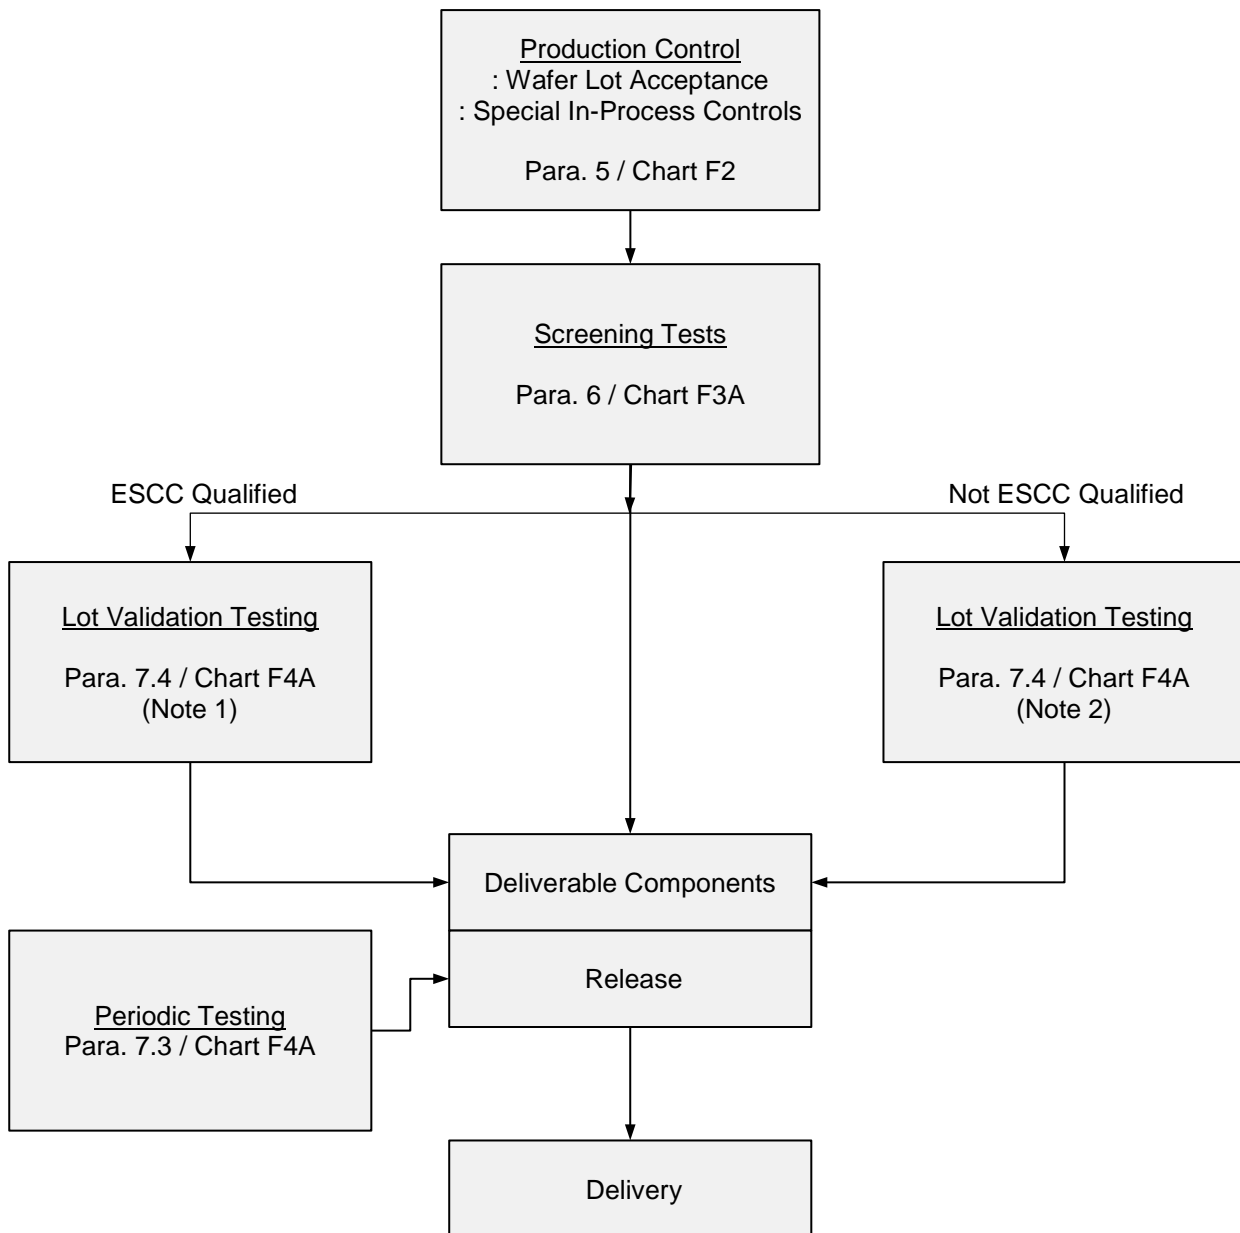 Production Control
: Wafer Lot Acceptance
: Special In-Process Controls
Para. 5 / Chart F2
Screening Tests
Para. 6 / Chart F3A
ESCC Qualified
Not ESCC Qualified
Lot Validation Testing
Para. 7.4 / Chart F4A
(Note 1)
Lot Validation Testing
Para. 7.4 / Chart F4A
(Note 2)
Deliverable Components
Release
Periodic Testing
Para. 7.3 / Chart F4A
Delivery